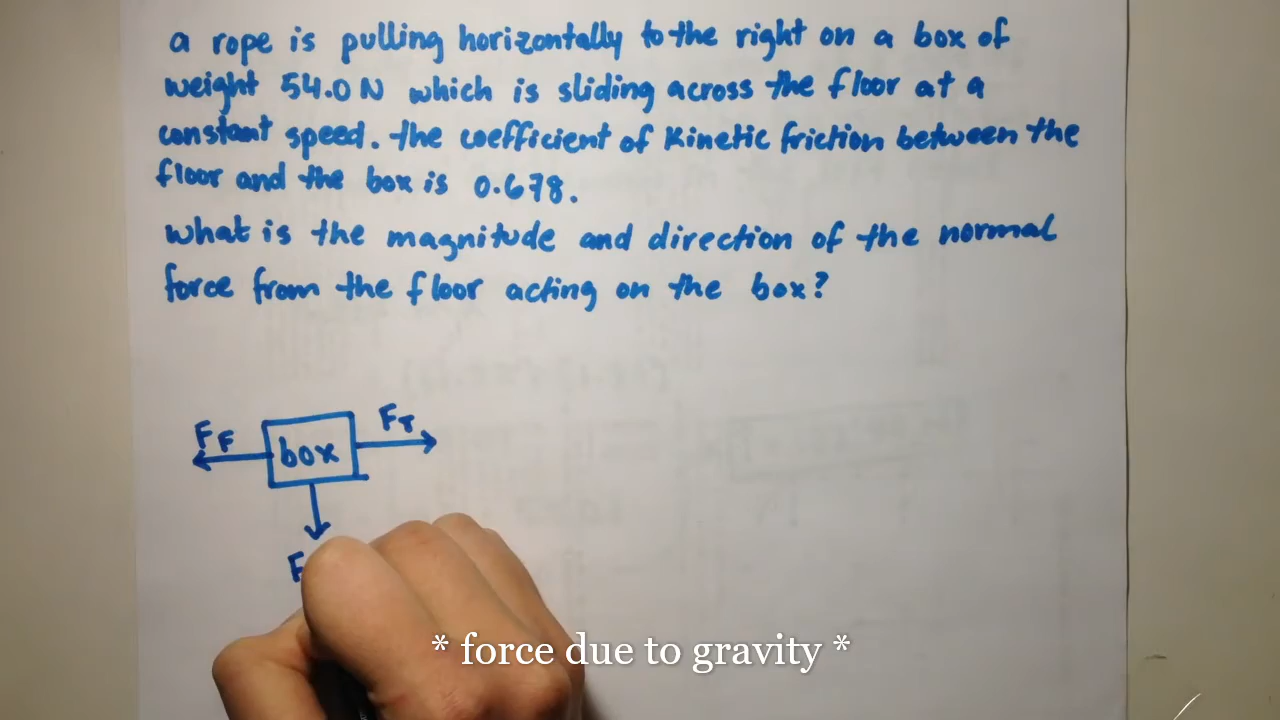 a rope is pulling horizontally to the right on a box of
weight 54.0 N which is sliding across the floor at a
constant speed. the coefficient of kinetic friction between the
floor and the box is 0.678.
what is the magnitude and direction of the normal
force from the floor acting on the box?
FF
box
FT
F
* force due to gravity *